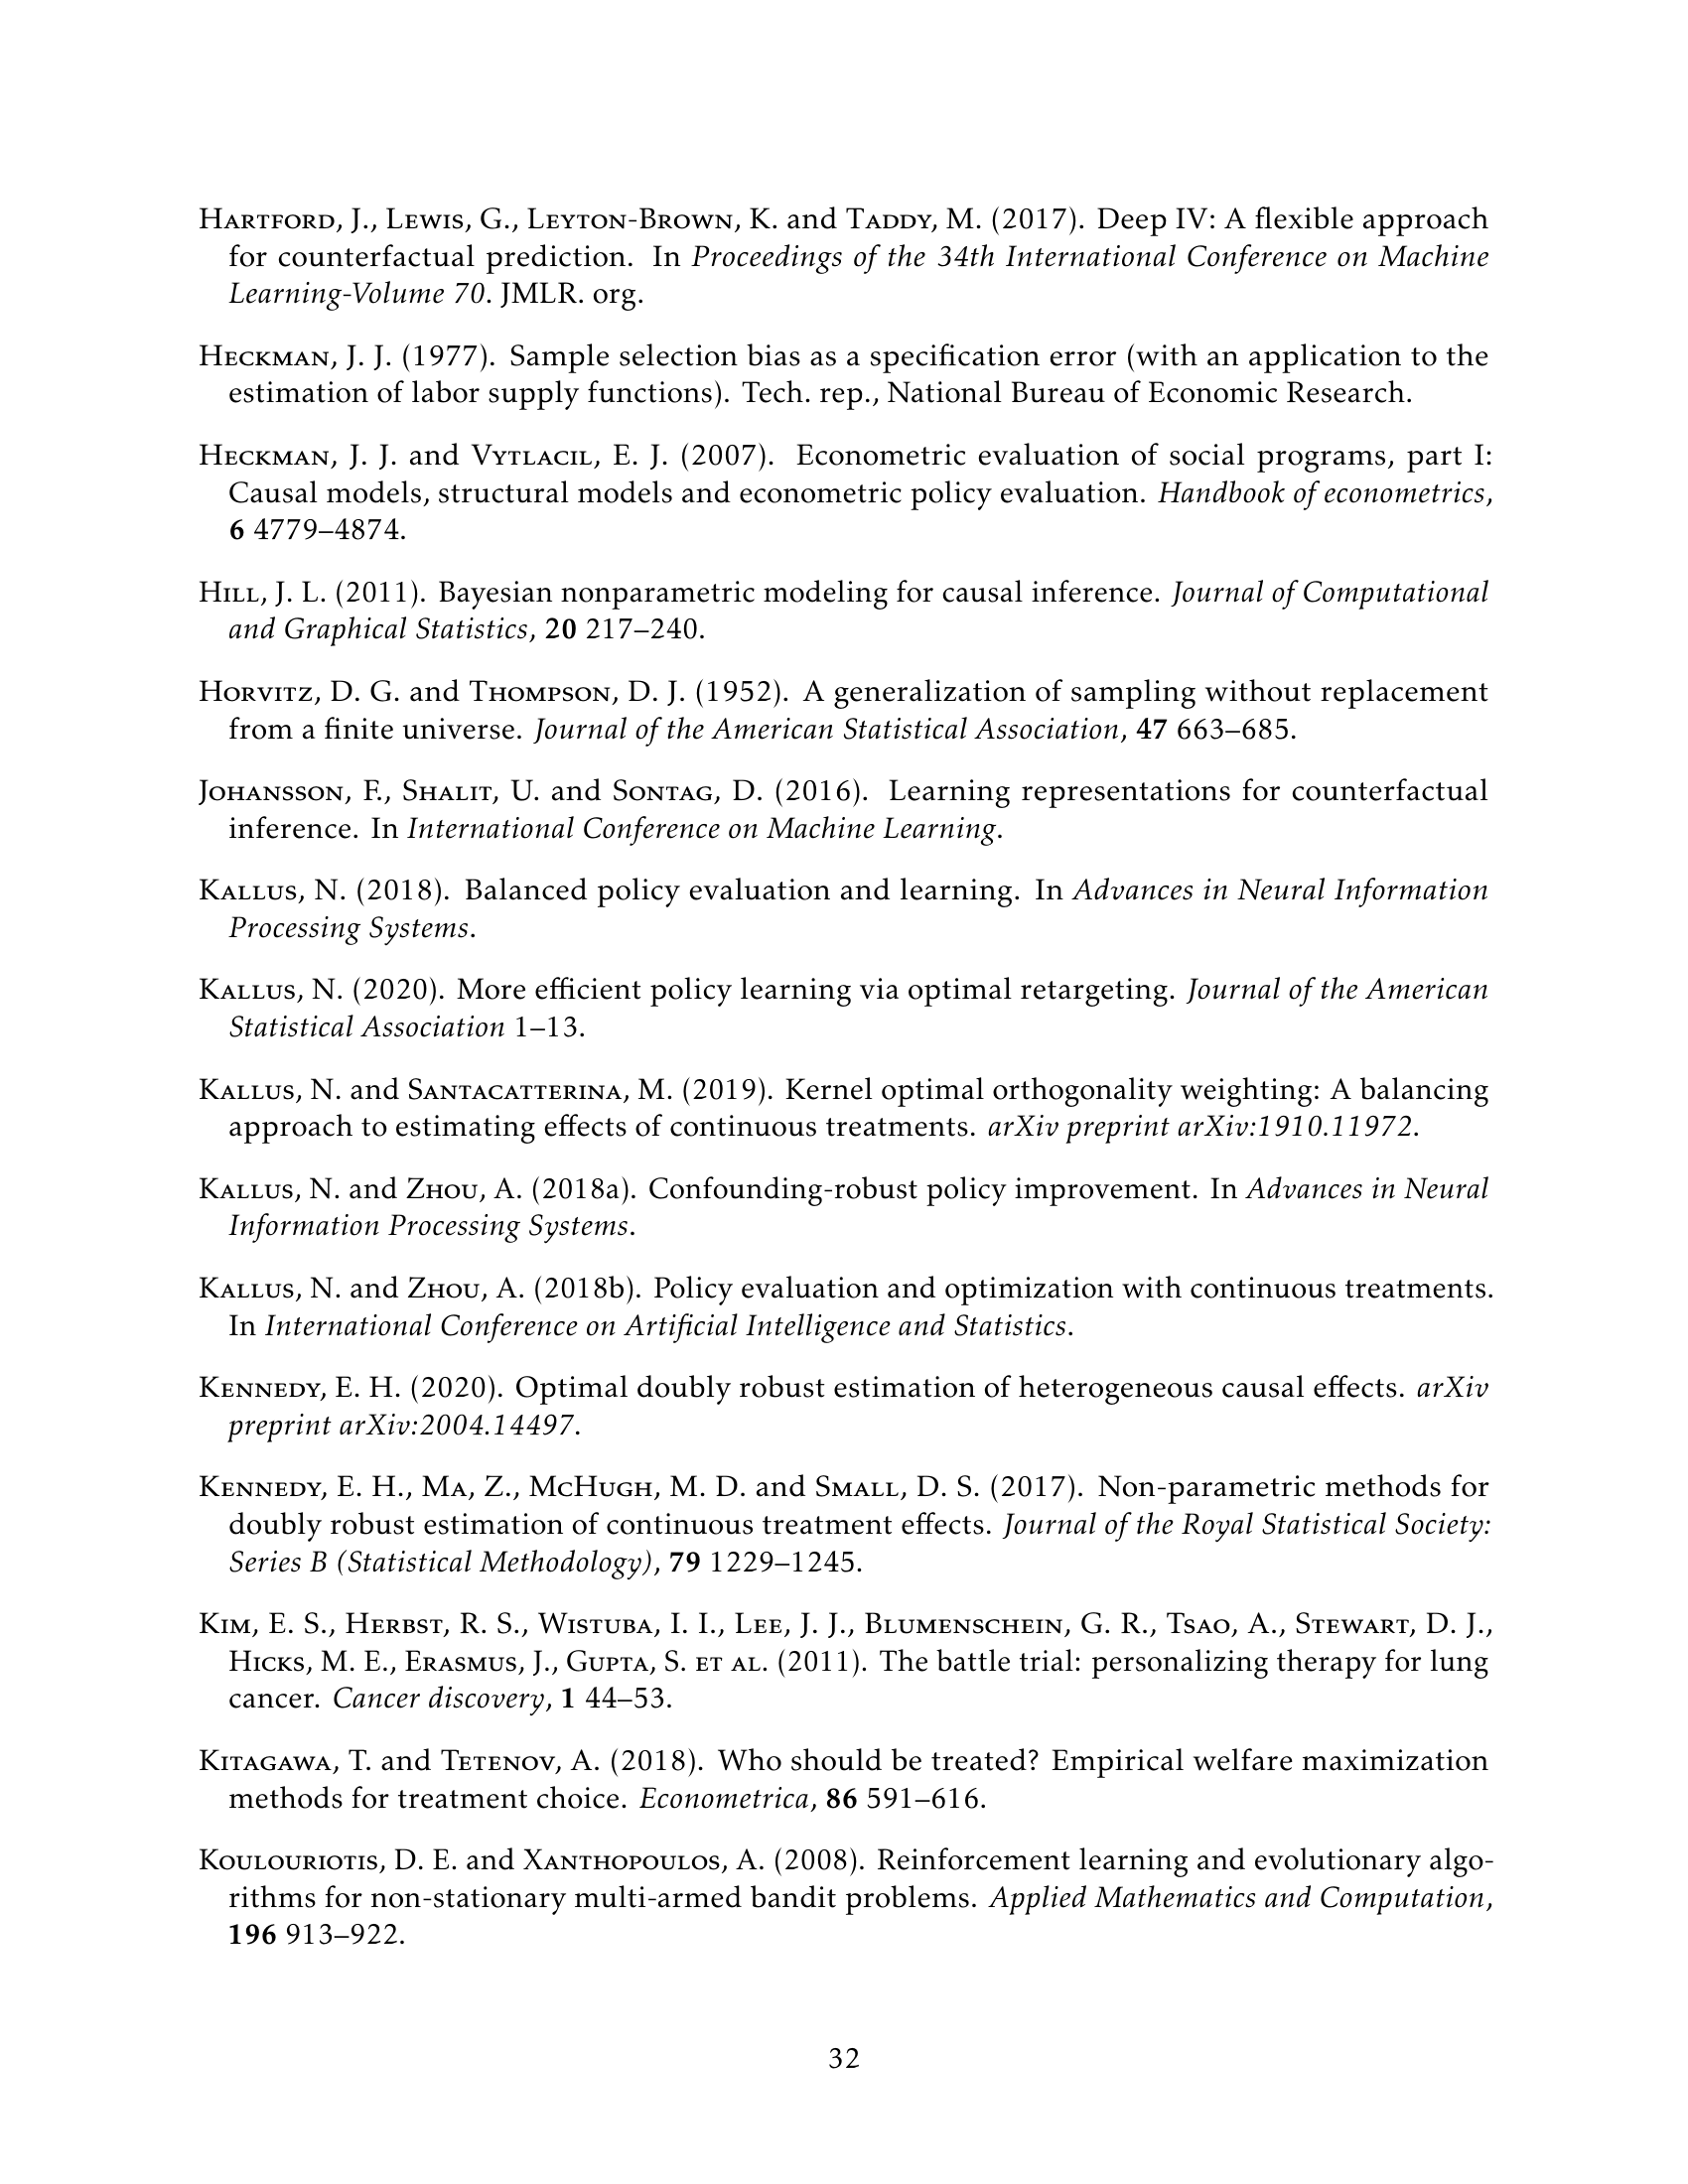 Hartford, J., Lewis, G., Leyton-Brown, K. and Taddy, M. (2017). Deep IV: A flexible approach
for counterfactual prediction. In Proceedings of the 34th International Conference on Machine
Learning-Volume 70. JMLR. org.
Heckman, J. J. (1977). Sample selection bias as a specification error (with an application to the
estimation of labor supply functions). Tech. rep., National Bureau of Economic Research.
Heckman, J. J. and Vytlacil, E. J. (2007). Econometric evaluation of social programs, part I:
Causal models, structural models and econometric policy evaluation. Handbook of econometrics,
6 4779–4874.
Hill, J. L. (2011). Bayesian nonparametric modeling for causal inference. Journal of Computational
and Graphical Statistics, 20 217–240.
Horvitz, D. G. and Thompson, D. J. (1952). A generalization of sampling without replacement
from a finite universe. Journal of the American Statistical Association, 47 663–685.
Johansson, F., Shalit, U. and Sontag, D. (2016). Learning representations for counterfactual
inference. In International Conference on Machine Learning.
Kallus, N. (2018). Balanced policy evaluation and learning. In Advances in Neural Information
Processing Systems.
Kallus, N. (2020). More efficient policy learning via optimal retargeting. Journal of the American
Statistical Association 1–13.
Kallus, N. and Santacatterina, M. (2019). Kernel optimal orthogonality weighting: A balancing
approach to estimating effects of continuous treatments. arXiv preprint arXiv:1910.11972.
Kallus, N. and Zhou, A. (2018a). Confounding-robust policy improvement. In Advances in Neural
Information Processing Systems.
Kallus, N. and Zhou, A. (2018b). Policy evaluation and optimization with continuous treatments.
In International Conference on Artificial Intelligence and Statistics.
Kennedy, E. H. (2020). Optimal doubly robust estimation of heterogeneous causal effects. arXiv
preprint arXiv:2004.14497.
Kennedy, E. H., Ma, Z., McHugh, M. D. and Small, D. S. (2017). Non-parametric methods for
doubly robust estimation of continuous treatment effects. Journal of the Royal Statistical Society:
Series B (Statistical Methodology), 79 1229–1245.
Kim, E. S., Herbst, R. S., Wistuba, I. I., Lee, J. J., Blumenschein, G. R., Tsao, A., Stewart, D. J.,
Hicks, M. E., Erasmus, J., Gupta, S. et al. (2011). The battle trial: personalizing therapy for lung
cancer. Cancer discovery, 1 44–53.
Kitagawa, T. and Tetenov, A. (2018). Who should be treated? Empirical welfare maximization
methods for treatment choice. Econometrica, 86 591–616.
Koulouriotis, D. E. and Xanthopoulos, A. (2008). Reinforcement learning and evolutionary algo-
rithms for non-stationary multi-armed bandit problems. Applied Mathematics and Computation,
196 913–922.
32